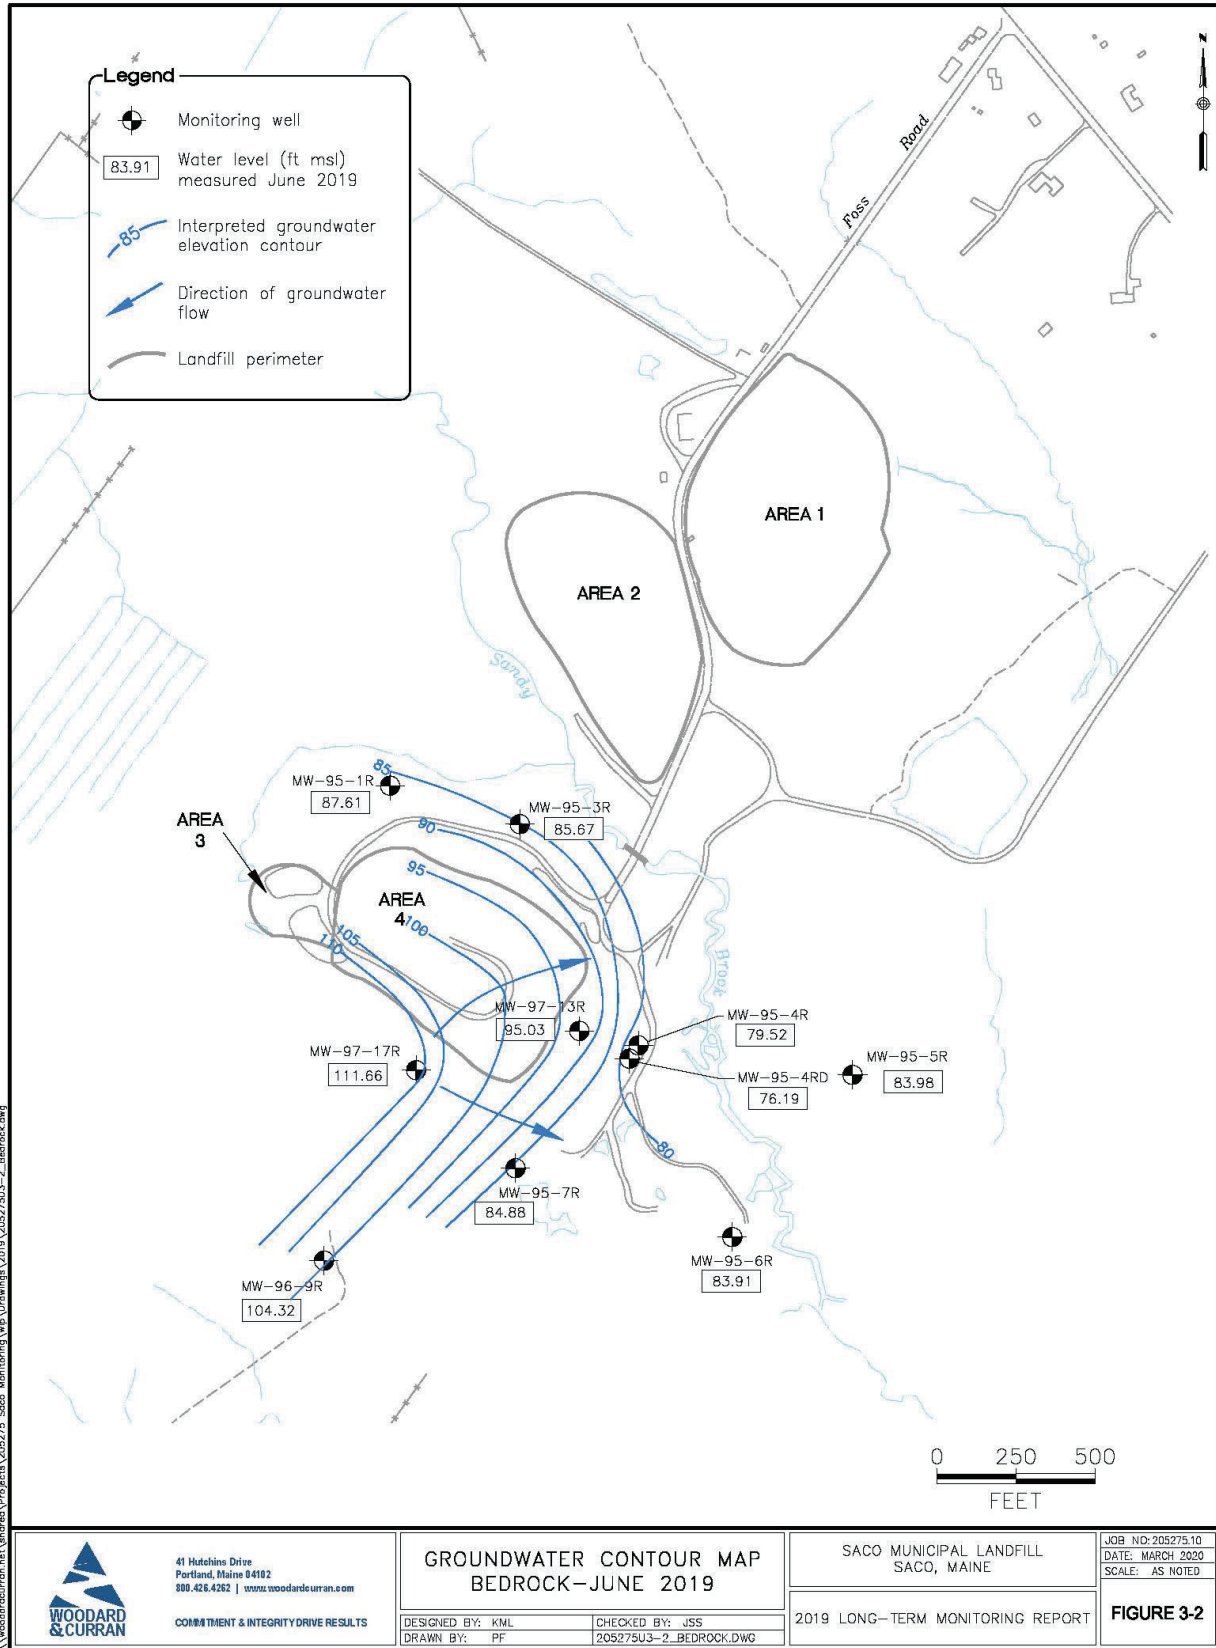 Legend
Monitoring well
83.91
Water level (ft msl)
measured June 2019
85
Interpreted groundwater
elevation contour
Direction of groundwater
flow
Landfill perimeter
N
Foss Road
AREA 1
AREA 2
Sandy
Brook
85
MW-95-1R
87.61
MW-95-3R
85.67
AREA
3
90
95
AREA
4
100
105
110
MW-97-13R
95.03
MW-95-4R
79.52
MW-97-17R
111.66
MW-95-5R
83.98
MW-95-4RD
76.19
80
MW-95-7R
84.88
MW-95-6R
83.91
MW-96-9R
104.32
0 250 500
FEET
WOODARD
&CURRAN
41 Hutchins Drive
Portland, Maine 04102
800.426.4262 | www.woodardcurran.com
COMMITMENT & INTEGRITY DRIVE RESULTS
GROUNDWATER CONTOUR MAP
BEDROCK-JUNE 2019
DESIGNED BY: KML
CHECKED BY: JSS
DRAWN BY: PF
205275U3-2_BEDROCK.DWG
SACO MUNICIPAL LANDFILL
SACO, MAINE
2019 LONG-TERM MONITORING REPORT
JOB NO: 205275.10
DATE: MARCH 2020
SCALE: AS NOTED
FIGURE 3-2